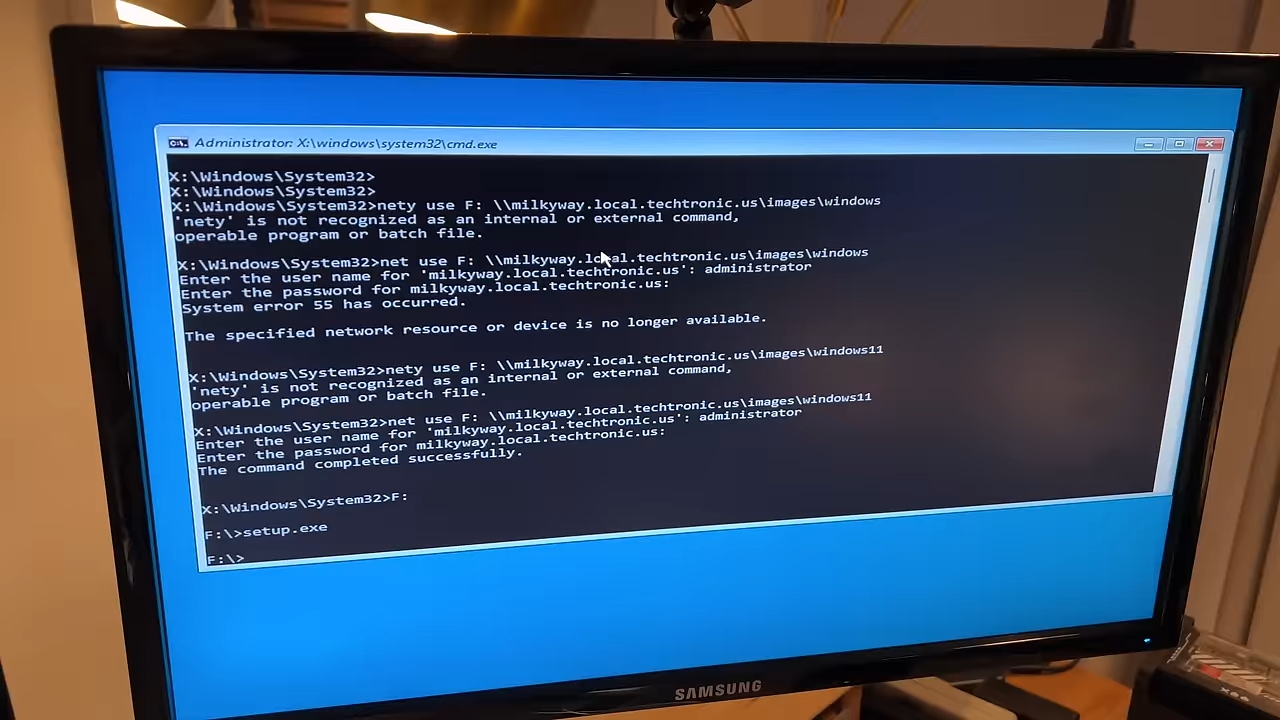 Administrator: X:\windows\system32\cmd.exe
X:\Windows\System32>
X:\Windows\System32>
X:\Windows\System32>nety use F: \\milkyway.local.techtronic.us\images\windows
'nety' is not recognized as an internal or external command,
operable program or batch file.
X:\Windows\System32>net use F: \\milkyway.local.techtronic.us\images\windows
Enter the user name for 'milkyway.local.techtronic.us': administrator
Enter the password for milkyway.local.techtronic.us:
System error 55 has occurred.
The specified network resource or device is no longer available.
X:\Windows\System32>nety use F: \\milkyway.local.techtronic.us\images\windows11
'nety' is not recognized as an internal or external command,
operable program or batch file.
X:\Windows\System32>net use F: \\milkyway.local.techtronic.us\images\windows11
Enter the user name for 'milkyway.local.techtronic.us': administrator
Enter the password for milkyway.local.techtronic.us:
The command completed successfully.
X:\Windows\System32>F:
F:\>setup.exe
F:\>
SAMSUNG